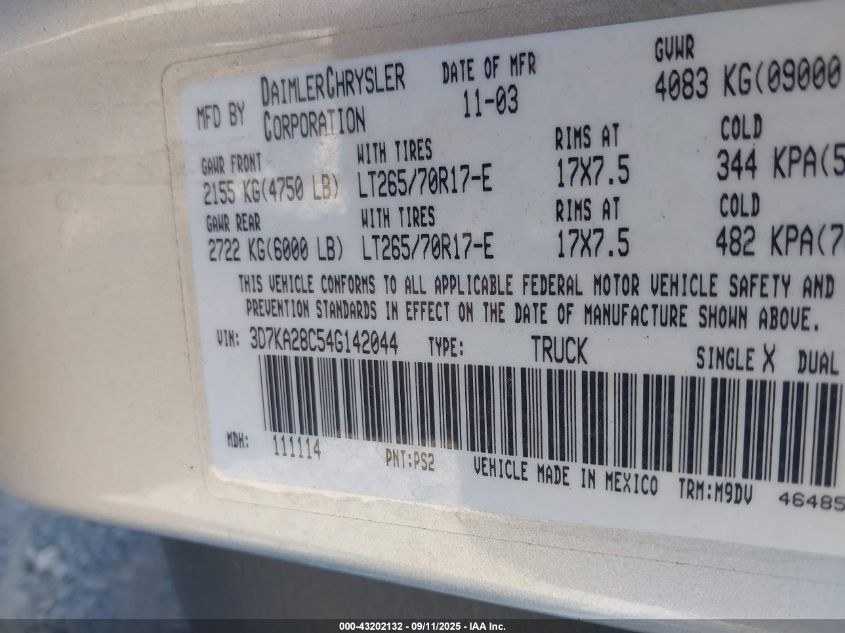 MFD BY DAIMLERCHRYSLER CORPORATION DATE OF MFR 11-03 GVWR 4083 KG(09000
GAWR FRONT WITH TIRES RIMS AT COLD
2155 KG(4750 LB) LT265/70R17-E 17X7.5 344 KPA(5
GAWR REAR WITH TIRES RIMS AT COLD
2722 KG(6000 LB) LT265/70R17-E 17X7.5 482 KPA(7
THIS VEHICLE CONFORMS TO ALL APPLICABLE FEDERAL MOTOR VEHICLE SAFETY AND
PREVENTION STANDARDS IN EFFECT ON THE DATE OF MANUFACTURE SHOWN ABOVE.
VIN: 3D7KA28C54G142044 TYPE: TRUCK SINGLE X DUAL
MDH: 111114 PNT:PS2 VEHICLE MADE IN MEXICO TRM:M9DV 46485
000-43202132 - 09/11/2025 - IAA Inc.